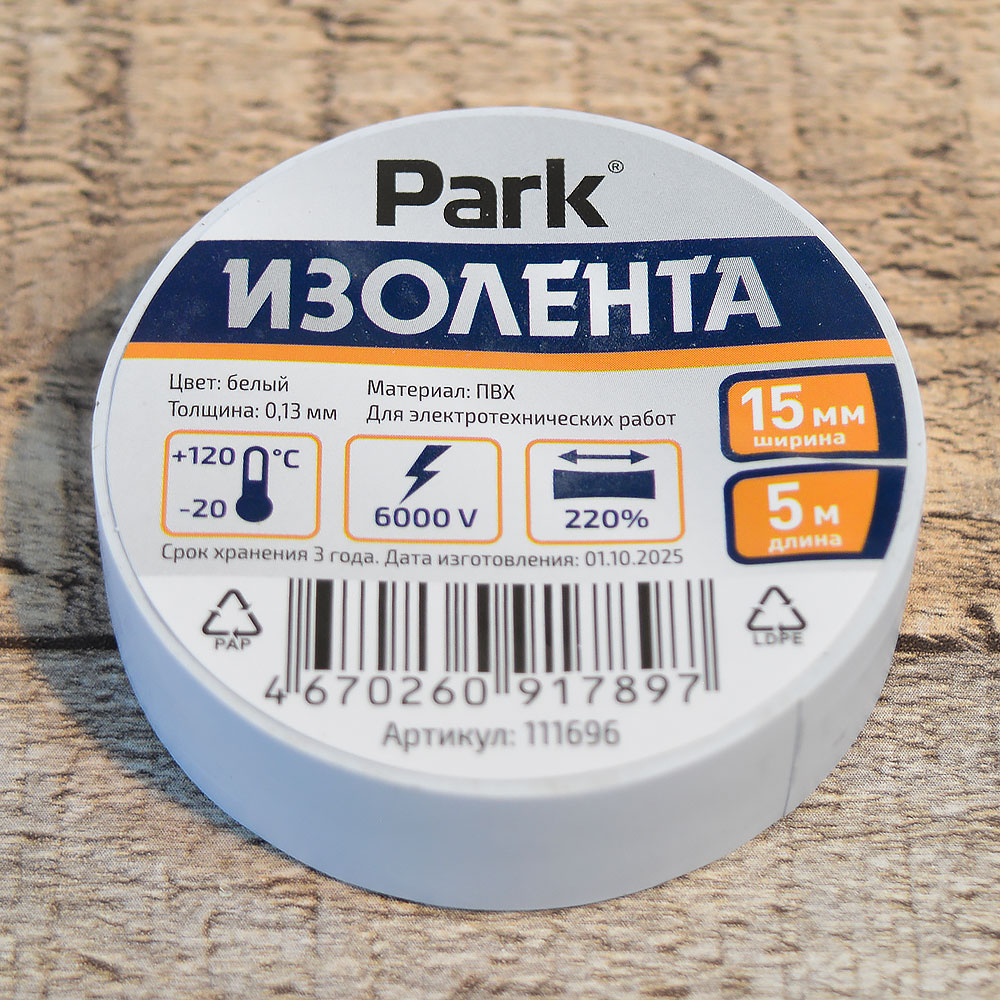 Park®
ИЗОЛЕНТА
Цвет: белый
Толщина: 0,13 мм
Материал: ПВХ
Для электротехнических работ
15 мм
ширина
5 м
длина
+120 °C
-20
6000 V
220%
Срок хранения 3 года. Дата изготовления: 01.10.2025
PAP
LDPE
4 670260 917897
Артикул: 111696